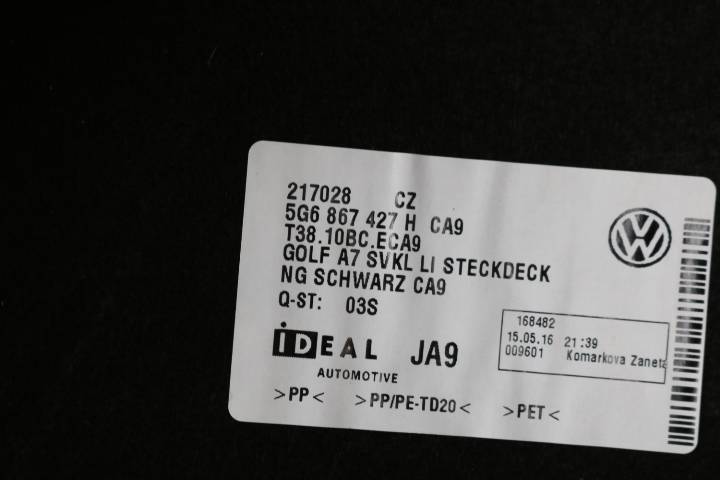 217028 CZ
5G6 867 427 H CA9
T38.10BC.ECA9
GOLF A7 SVKL LI STECKDECK
NG SCHWARZ CA9
Q-ST: 03S
iDEAL JA9
AUTOMOTIVE
>PP< >PP/PE-TD20< >PET<
168482
15.05.16 21:39
009601 Komarkova Zaneta